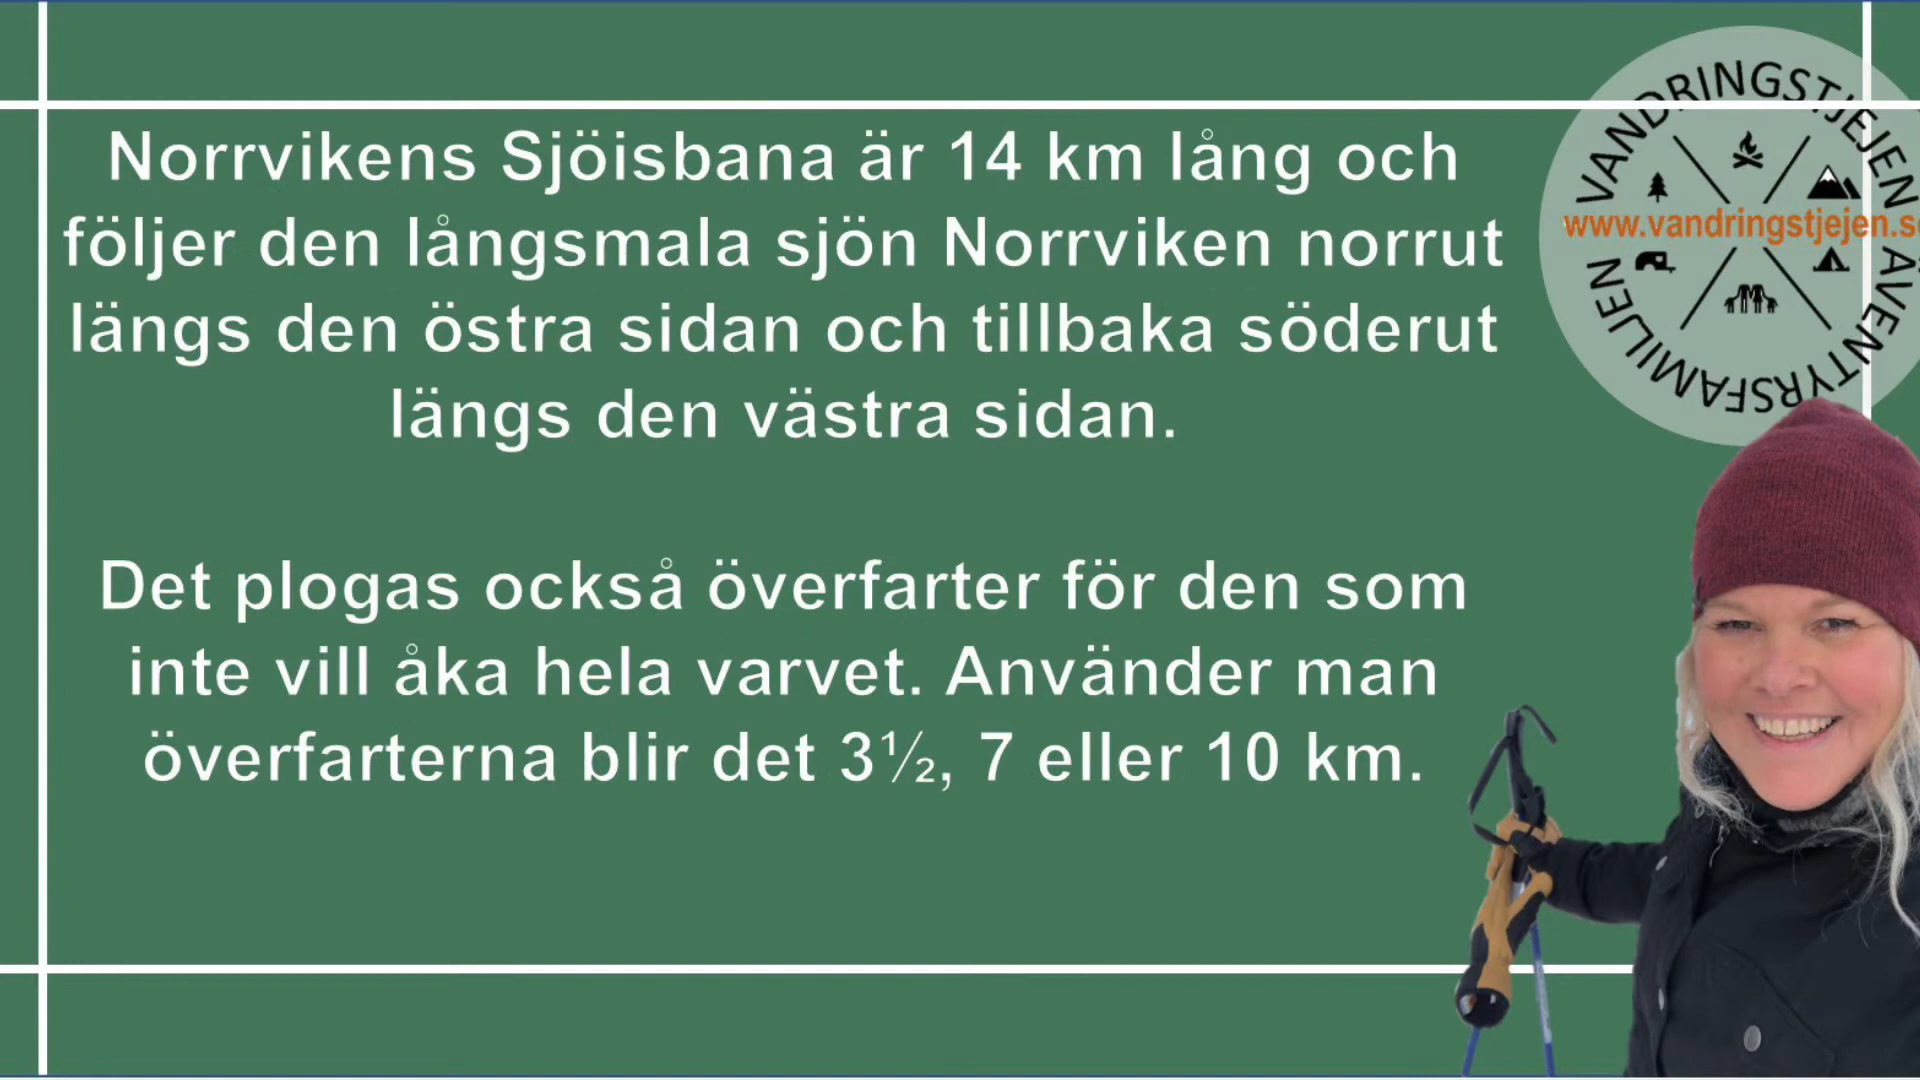 Norrvikens Sjöisbana är 14 km lång och
följer den långsmala sjön Norrviken norrut
längs den östra sidan och tillbaka söderut
längs den västra sidan.
Det plogas också överfarter för den som
inte vill åka hela varvet. Använder man
överfarterna blir det 3½, 7 eller 10 km.
VANDRINGSTJEJEN
www.vandringstjejen.s
ÄVENTYRSFAMILJEN